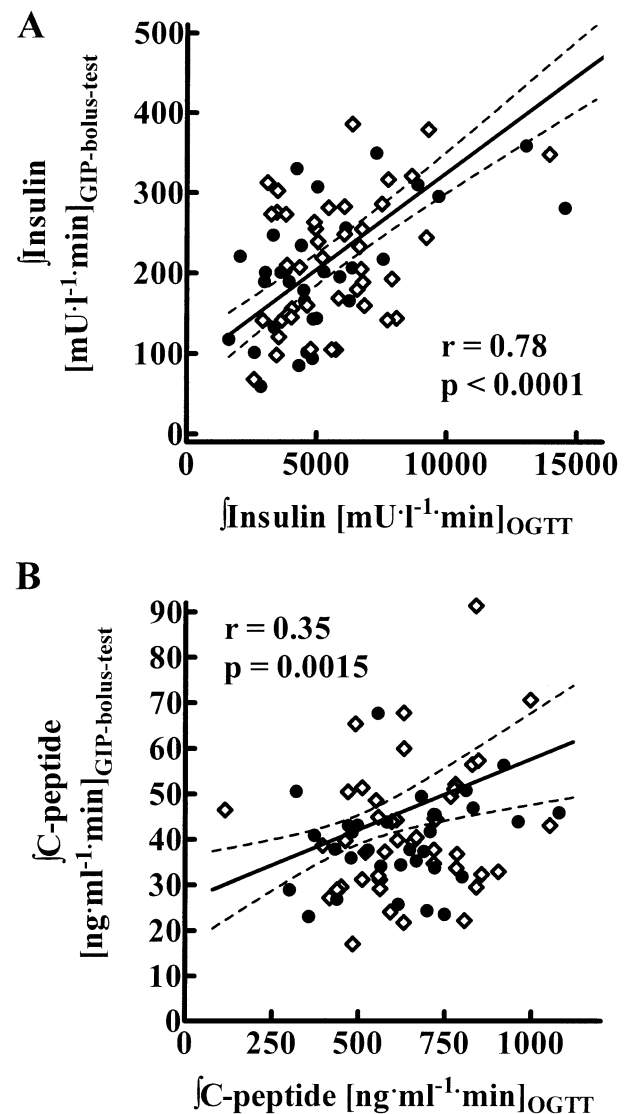 A
500
400
300
200
100
0
∫Insulin
[mU·l-1·min]GIP-bolus-test
r = 0.78
p < 0.0001
0 5000 10000 15000
∫Insulin [mU·l-1·min]OGTT
B
90
80
70
60
50
40
30
20
10
0
∫C-peptide
[ng·ml-1·min]GIP-bolus-test
r = 0.35
p = 0.0015
0 250 500 750 1000
∫C-peptide [ng·ml-1·min]OGTT